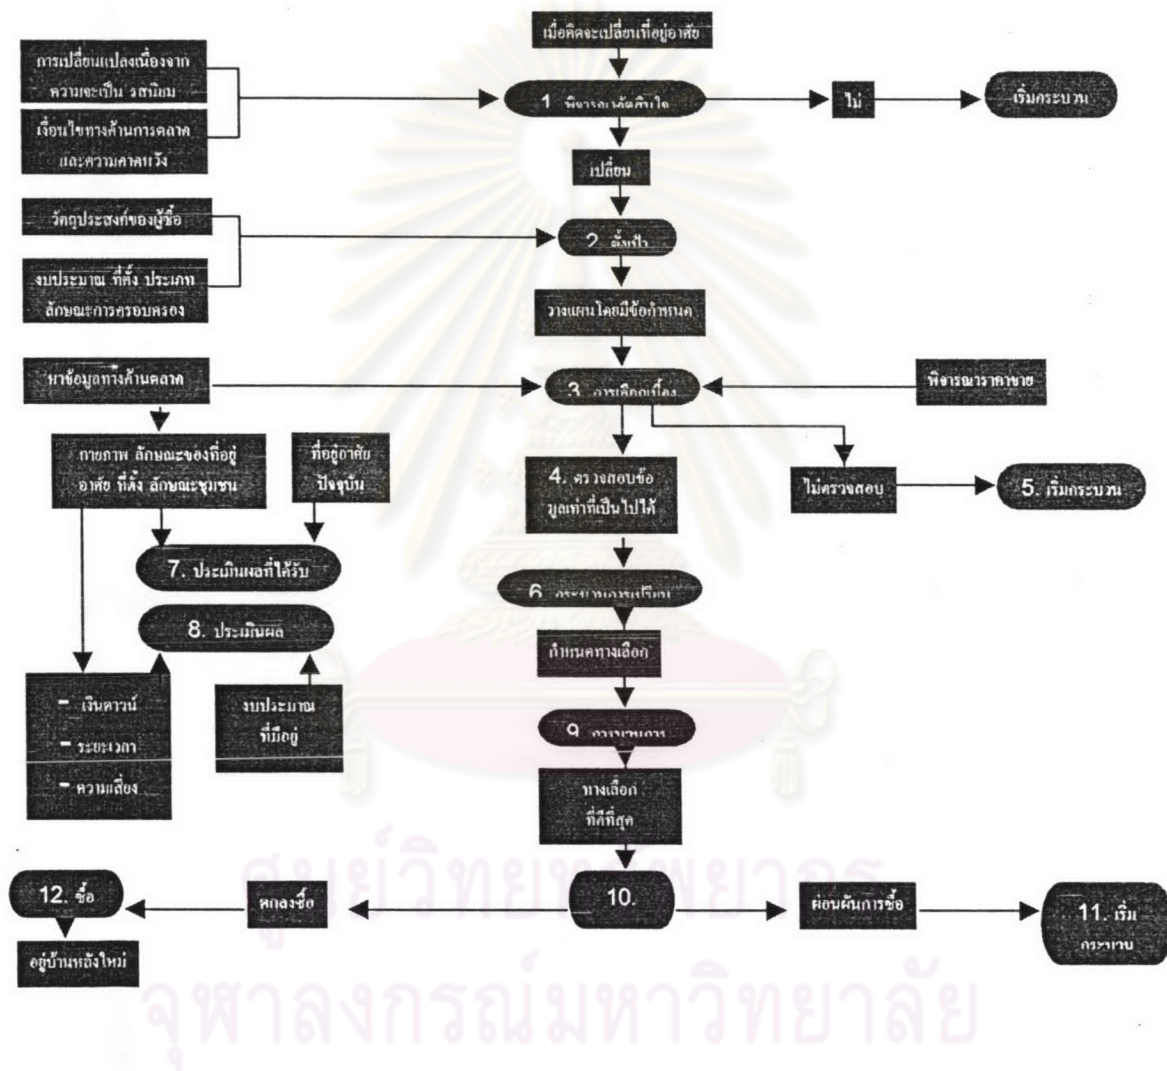 เมื่อคิดจะเปลี่ยนที่อยู่อาศัย
การเปลี่ยนแปลงเนื่องจาก
ความจะเป็น รสนิยม
เงื่อนไขทางด้านการตลาด
และความคาดหวัง
1. พิจารณาตัดสินใจ
ไม่
เริ่มกระบวน
เปลี่ยน
วัตถุประสงค์ของผู้ซื้อ
งบประมาณ ที่ตั้ง ประเภท
ลักษณะการครอบครอง
2. ตั้งเป้า
วางแผนโดยมีข้อกำหนด
หาข้อมูลทางด้านตลาด
3.
พิจารณาราคาขาย
กายภาพ ลักษณะของที่อยู่
อาศัย ที่ตั้ง ลักษณะชุมชน
ที่อยู่อาศัย
ปัจจุบัน
4. ตรวจสอบข้อ
มูลเท่าที่เป็นไปได้
ไม่ตรวจสอบ
5. เริ่มกระบวน
7. ประเมินผลที่ได้รับ
6. กระบวนการเปรียบ
8. ประเมินผล
กำหนดทางเลือก
- เงินดาวน์
- ระยะเวลา
- ความเสี่ยง
งบประมาณ
ที่มีอยู่
9.
ทางเลือก
ที่ดีที่สุด
12. ซื้อ
ตกลงซื้อ
10.
ผ่อนผันการซื้อ
11. เริ่ม
กระบวน
อยู่บ้านหลังใหม่
ศูนย์วิทยทรัพยากร
จุฬาลงกรณ์มหาวิทยาลัย